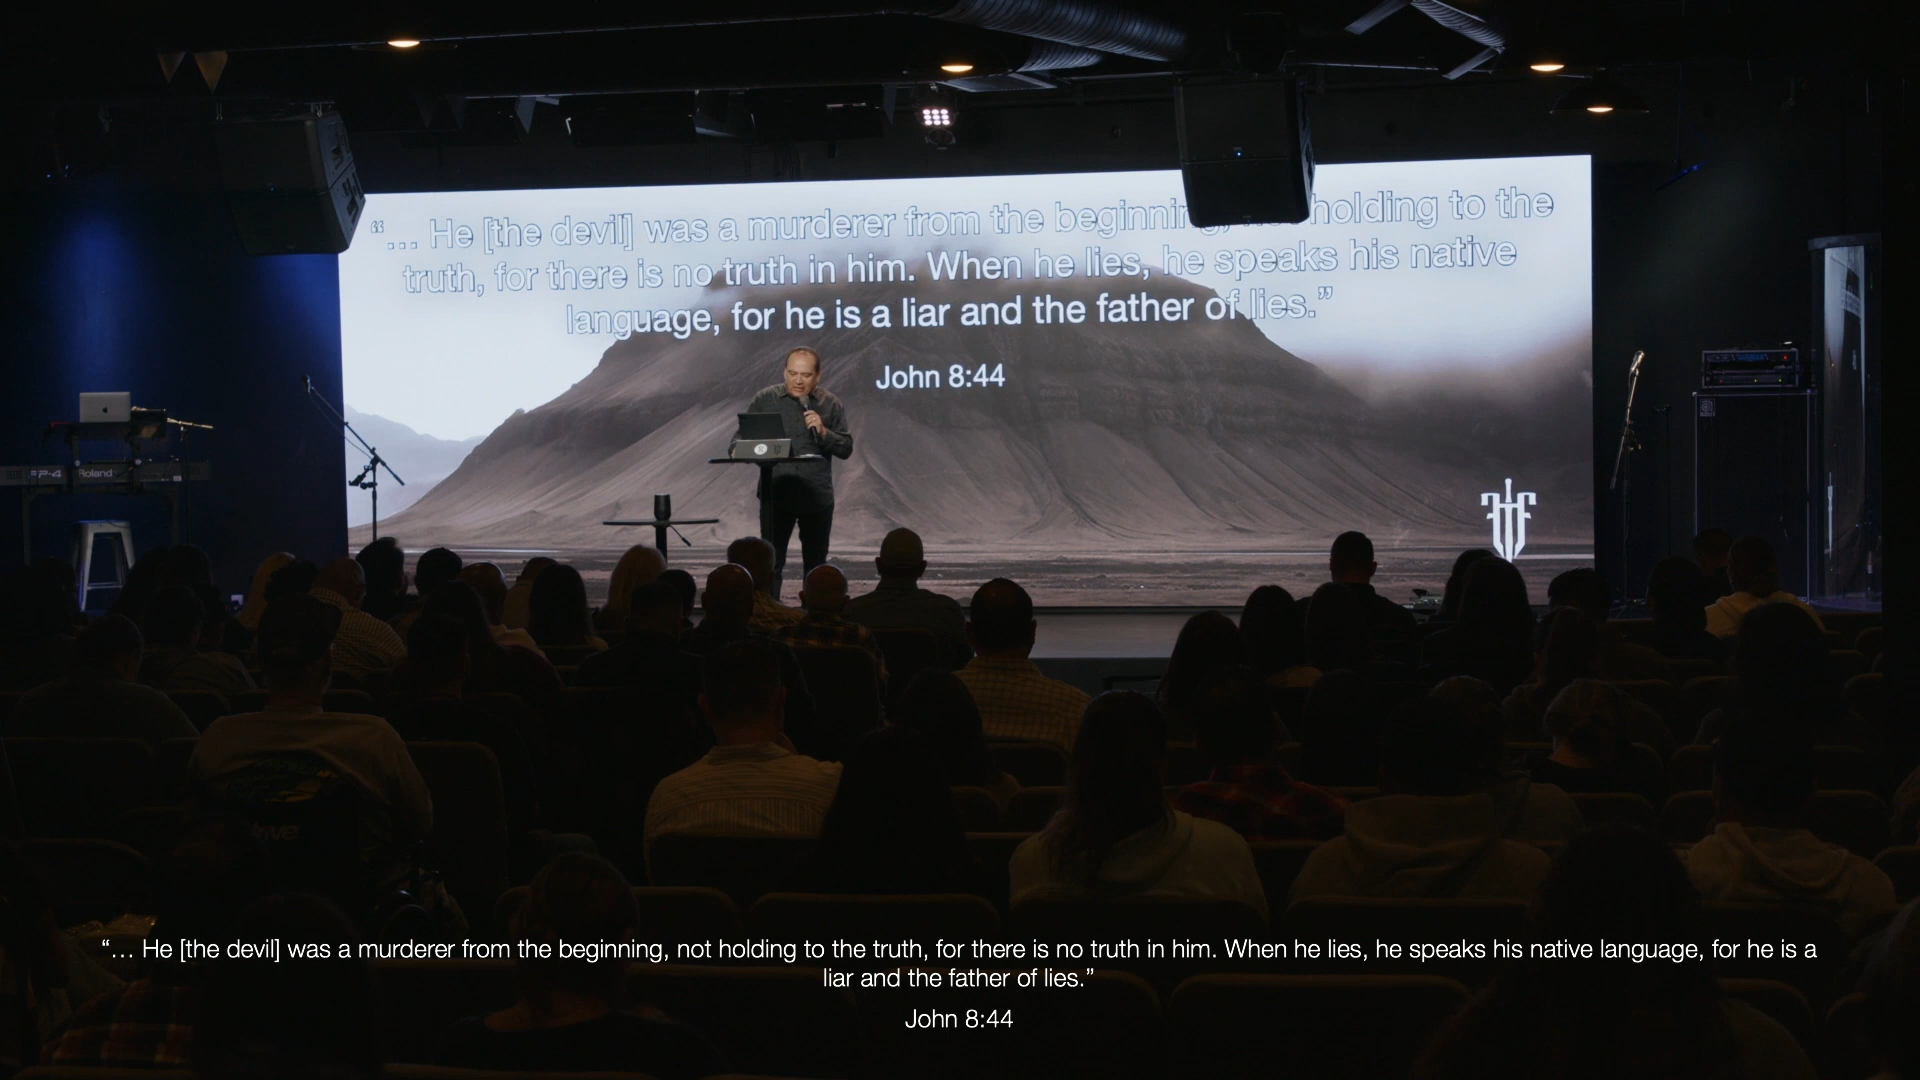 “... He [the devil] was a murderer from the beginnin holding to the
truth, for there is no truth in him. When he lies, he speaks his native
language, for he is a liar and the father of lies.”
John 8:44
Roland
“... He [the devil] was a murderer from the beginning, not holding to the truth, for there is no truth in him. When he lies, he speaks his native language, for he is a
liar and the father of lies.”
John 8:44